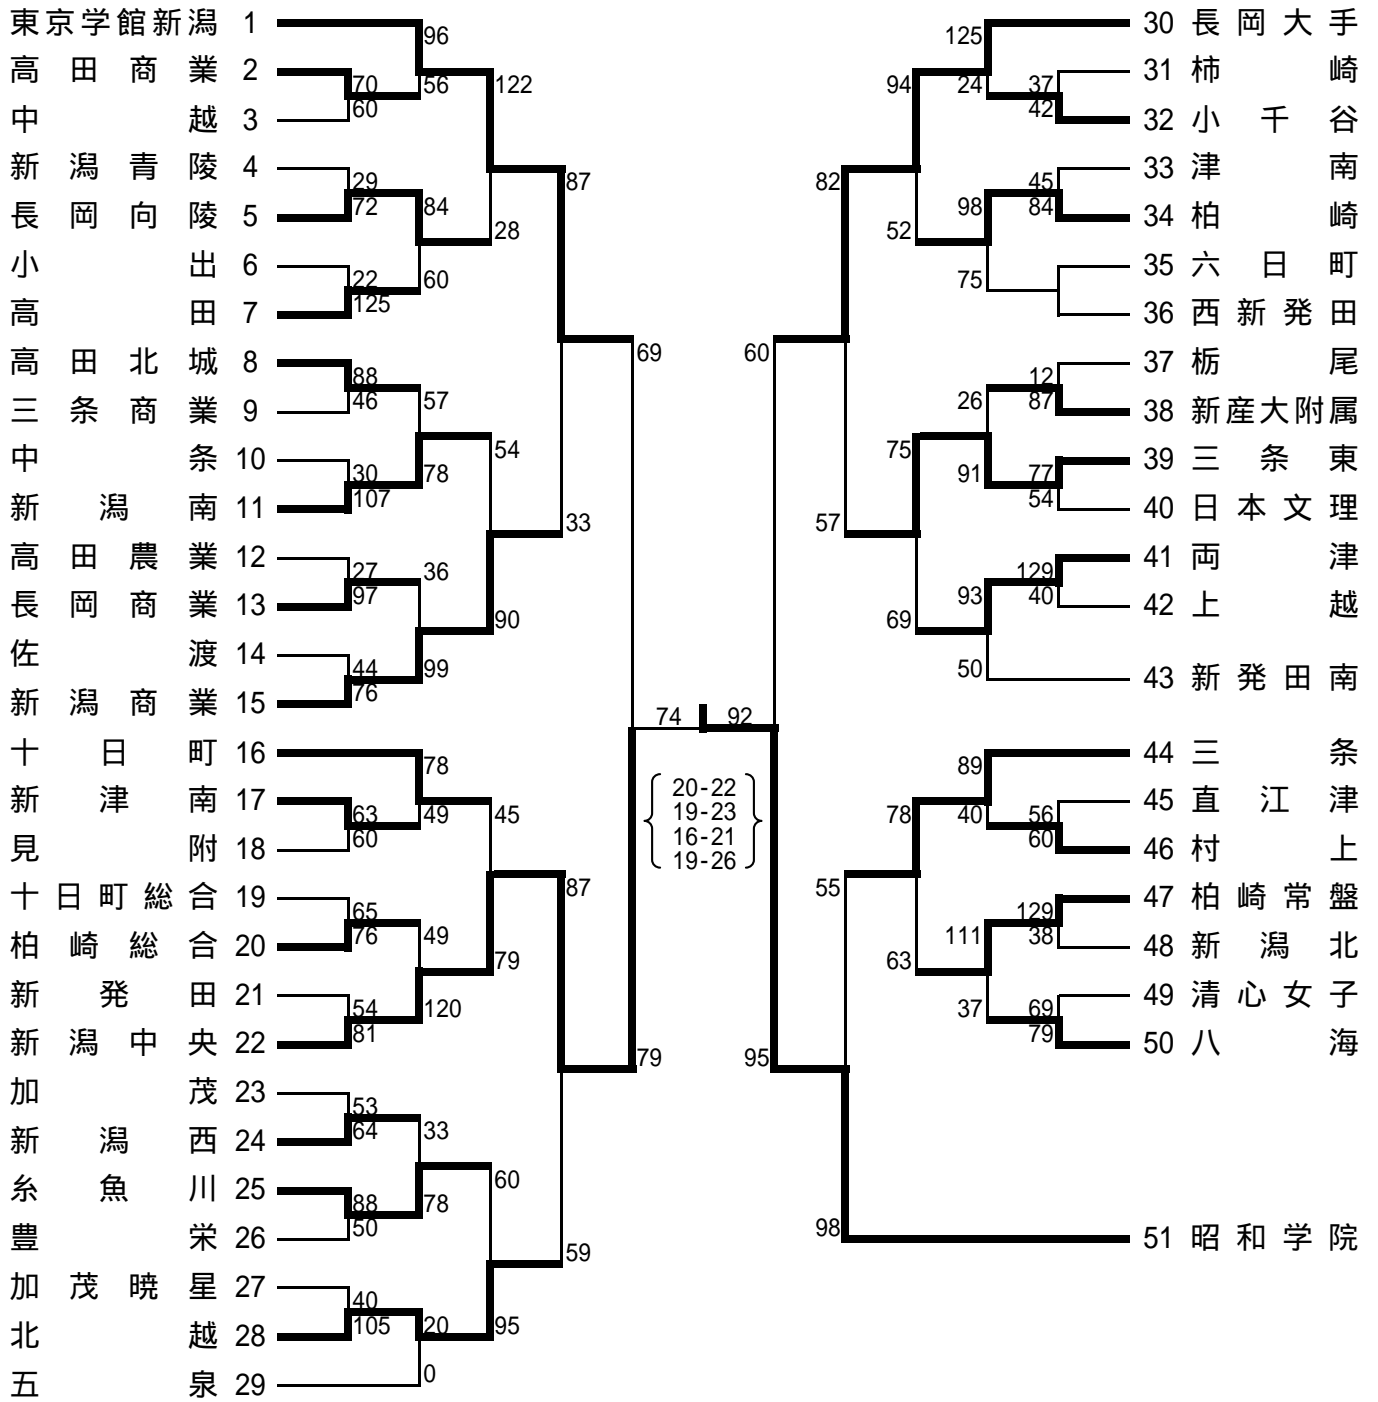 東京学館新潟 1
高田商業 2
中越 3
新潟青陵 4
長岡向陵 5
小出 6
高田 7
高田北城 8
三条商業 9
中条 10
新潟南 11
高田農業 12
長岡商業 13
佐渡 14
新潟商業 15
十日町 16
新津南 17
見附 18
十日町総合 19
柏崎総合 20
新発田 21
新潟中央 22
加茂 23
新潟西 24
糸魚川 25
豊栄 26
加茂暁星 27
北越 28
五泉 29
70
60
29
72
22
125
88
46
30
107
27
97
44
76
63
60
65
76
54
81
53
64
88
50
40
105
96
56
84
60
57
78
36
99
78
49
49
120
33
78
20
0
122
28
54
90
45
79
60
95
87
33
87
59
69
79
74 92
20-22
19-23
16-21
19-26
60
95
82
57
55
98
94
52
75
69
78
63
125
24
98
75
26
91
93
50
89
40
111
37
37
42
45
84
12
87
77
54
129
40
56
60
129
38
69
79
30 長岡大手
31 柿崎
32 小千谷
33 津南
34 柏崎
35 六日町
36 西新発田
37 栃尾
38 新産大附属
39 三条東
40 日本文理
41 両津
42 上越
43 新発田南
44 三条
45 直江津
46 村上
47 柏崎常盤
48 新潟北
49 清心女子
50 八海
51 昭和学院